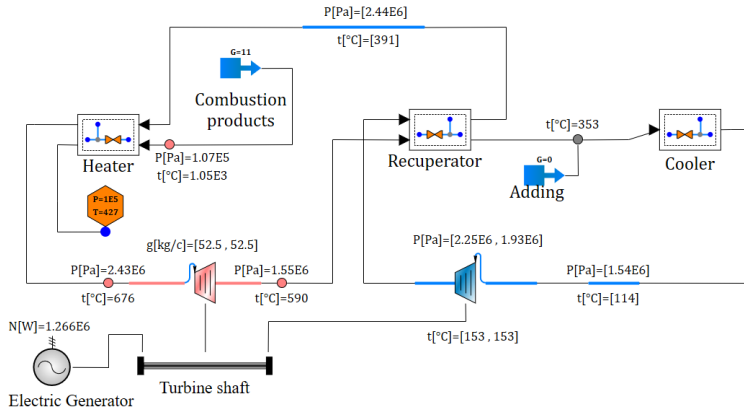 P[Pa]=[2.44E6]
t[°C]=[391]
G=11
Combustion
products
Heater
P[Pa]=1.07E5
t[°C]=1.05E3
P=1E5
T=427
Recuperator
t[°C]=353
G=0
Adding
Cooler
g[kg/c]=[52.5 , 52.5]
P[Pa]=2.43E6
t[°C]=676
P[Pa]=1.55E6
t[°C]=590
P[Pa]=[2.25E6 , 1.93E6]
t[°C]=[153 , 153]
P[Pa]=[1.54E6]
t[°C]=[114]
N[W]=1.266E6
Electric Generator
Turbine shaft